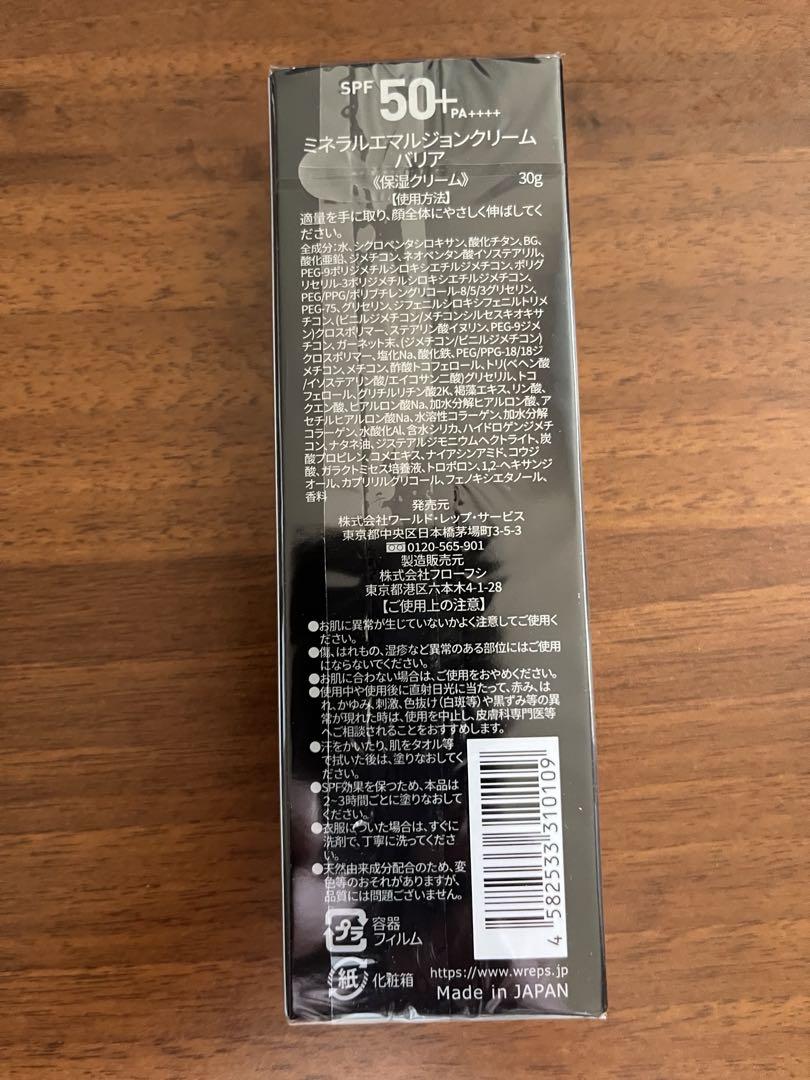 SPF 50+ PA++++
ミネラルエマルジョンクリーム
バリア
《保湿クリーム》 30g
【使用方法】
適量を手に取り、顔全体にやさしく伸ばしてく
ださい。
全成分:水、シクロペンタシロキサン、酸化チタン、BG、
酸化亜鉛、ジメチコン、ネオペンタン酸イソステアリル、
PEG-9ポリジメチルシロキシエチルジメチコン、ポリグ
リセリル-3ポリジメチルシロキシエチルジメチコン、
PEG/PPG/ポリブチレングリコール-8/5/3グリセリン、
PEG-75、グリセリン、ジフェニルシロキシフェニルトリメ
チコン、(ビニルジメチコン/メチコンシルセスキオキサ
ン)クロスポリマー、ステアリン酸イヌリン、PEG-9ジメ
チコン、ガーネット末、(ジメチコン/ビニルジメチコン)
クロスポリマー、塩化Na、酸化鉄、PEG/PPG-18/18ジ
メチコン、メチコン、酢酸トコフェロール、トリ(ベヘン酸
/イソステアリン酸/エイコサン二酸)グリセリル、トコ
フェロール、グリチルリチン酸2K、褐藻エキス、リン酸、
クエン酸、ヒアルロン酸Na、加水分解ヒアルロン酸、ア
セチルヒアルロン酸Na、水溶性コラーゲン、加水分解
コラーゲン、水酸化Al、含水シリカ、ハイドロゲンジメチ
コン、ナタネ油、ジステアルジモニウムヘクトライト、炭
酸プロピレン、コメエキス、ナイアシンアミド、コウジ
酸、ガラクトミセス培養液、トロポロン、1,2-ヘキサンジ
オール、カプリリルグリコール、フェノキシエタノール、
香料
発売元
株式会社ワールド・レップ・サービス
東京都中央区日本橋茅場町3-5-3
0120-565-901
製造販売元
株式会社フローフシ
東京都港区六本木4-1-28
【ご使用上の注意】
●お肌に異常が生じていないかよく注意してご使用く
ださい。
●傷、はれもの、湿疹など異常のある部位にはご使用
にならないでください。
●お肌に合わない場合は、ご使用をおやめください。
●使用中や使用後に直射日光に当たって、赤み、は
れ、かゆみ、刺激、色抜け(白斑等)や黒ずみ等の異
常が現れた時は、使用を中止し、皮膚科専門医等
へご相談されることをおすすめします。
●汗をかいたり、肌をタオル等
で拭いた後は、塗りなおしてく
ださい。
●SPF効果を保つため、本品は
2~3時間ごとに塗りなおして
ください。
●衣服についた場合は、すぐに
洗剤で、丁寧に洗ってくださ
い。
●天然由来成分配合のため、変
色等のおそれがありますが、
品質には問題ございません。
4 582533 310109
プラ 容器
フィルム
紙 化粧箱
https://www.wreps.jp
Made in JAPAN